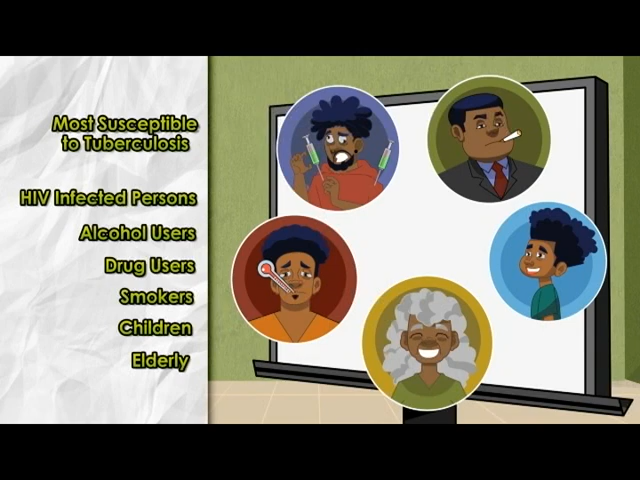 Most Susceptible
to Tuberculosis
HIV Infected Persons
Alcohol Users
Drug Users
Smokers
Children
Elderly